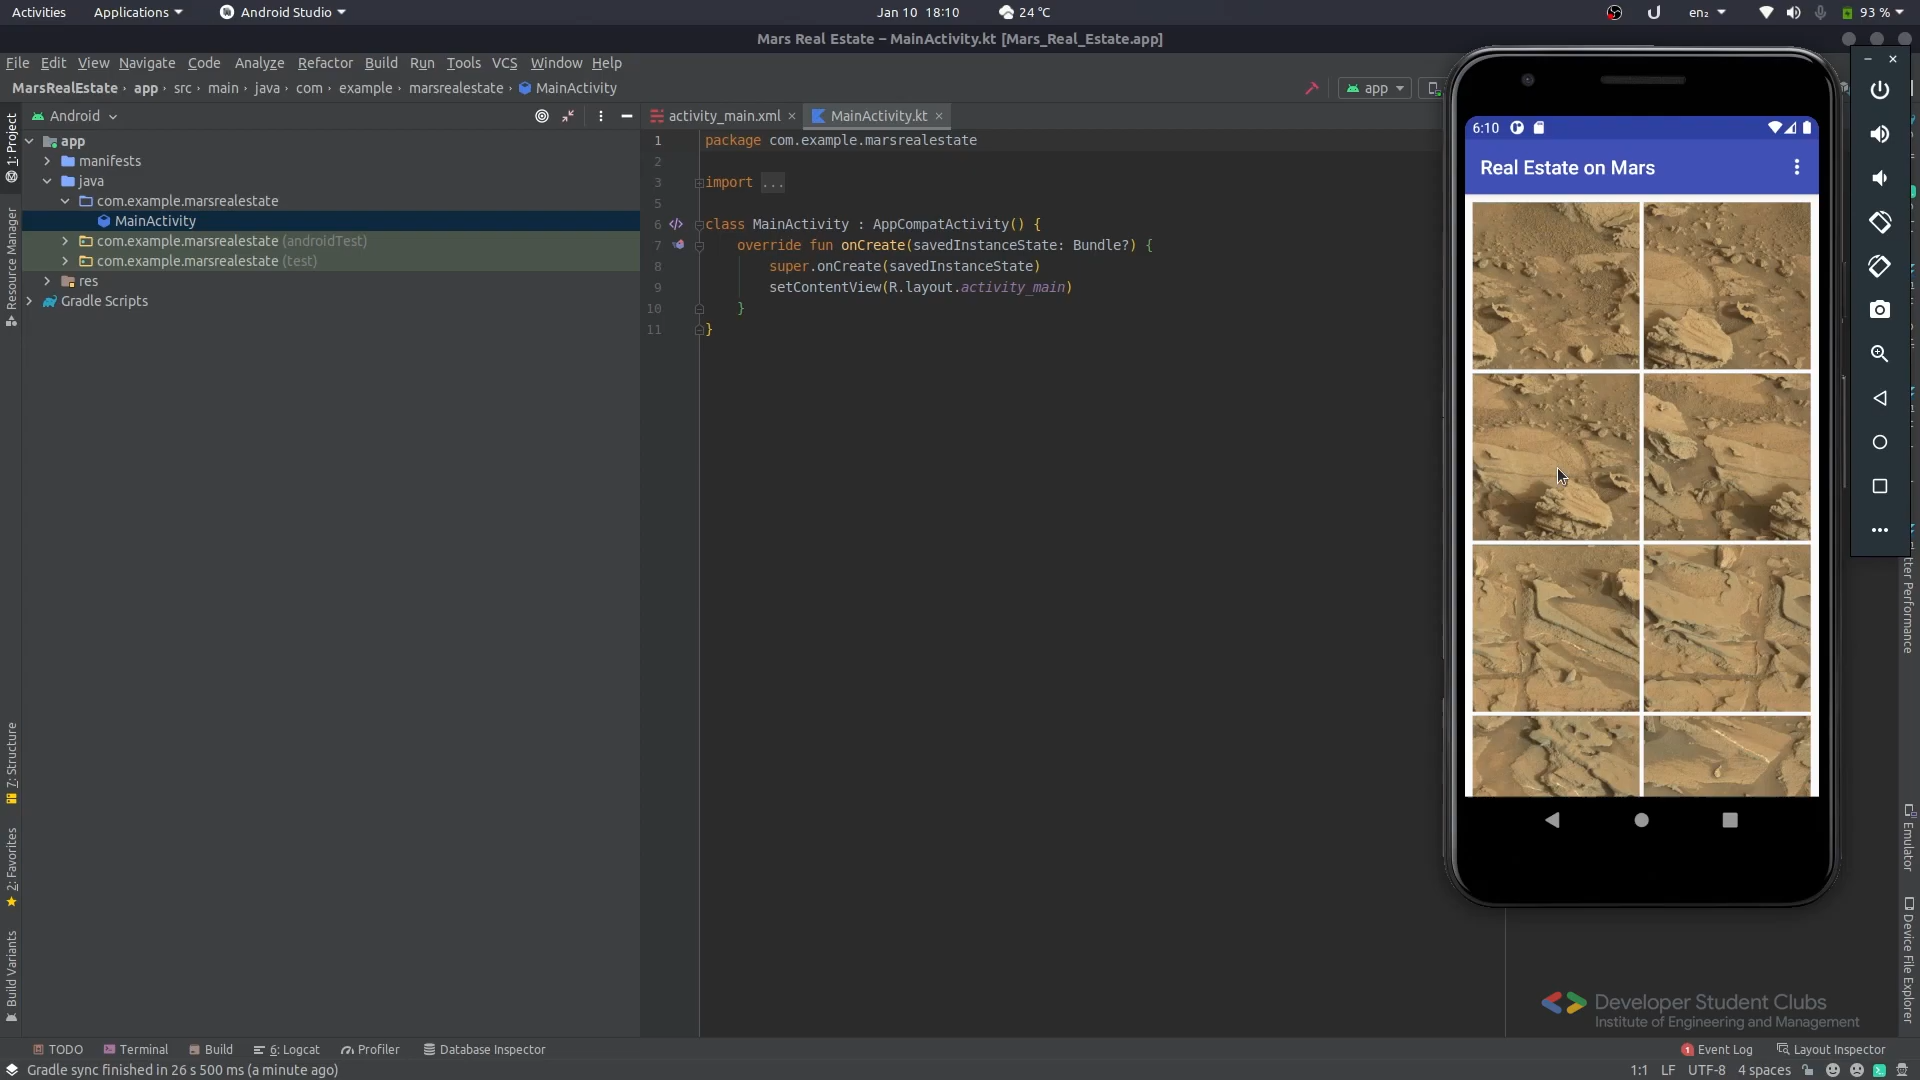 Activities
Applications
Android Studio
Jan 10 18:10
24 °C
en₂
93 %
Mars Real Estate – MainActivity.kt [Mars_Real_Estate.app]
File Edit View Navigate Code Analyze Refactor Build Run Tools VCS Window Help
MarsRealEstate › app › src › main › java › com › example › marsrealestate › MainActivity
app
Android
activity_main.xml
MainActivity.kt
1: Project
Resource Manager
7: Structure
2: Favorites
Build Variants
app
manifests
java
com.example.marsrealestate
MainActivity
com.example.marsrealestate (androidTest)
com.example.marsrealestate (test)
res
Gradle Scripts
1 package com.example.marsrealestate
2
3 import ...
5
6 class MainActivity : AppCompatActivity() {
7 override fun onCreate(savedInstanceState: Bundle?) {
8 super.onCreate(savedInstanceState)
9 setContentView(R.layout.activity_main)
10 }
11 }
6:10
Real Estate on Mars
Performance
Emulator
Device File Explorer
Developer Student Clubs
Institute of Engineering and Management
TODO
Terminal
Build
6: Logcat
Profiler
Database Inspector
1 Event Log
Layout Inspector
Gradle sync finished in 26 s 500 ms (a minute ago)
1:1 LF UTF-8 4 spaces